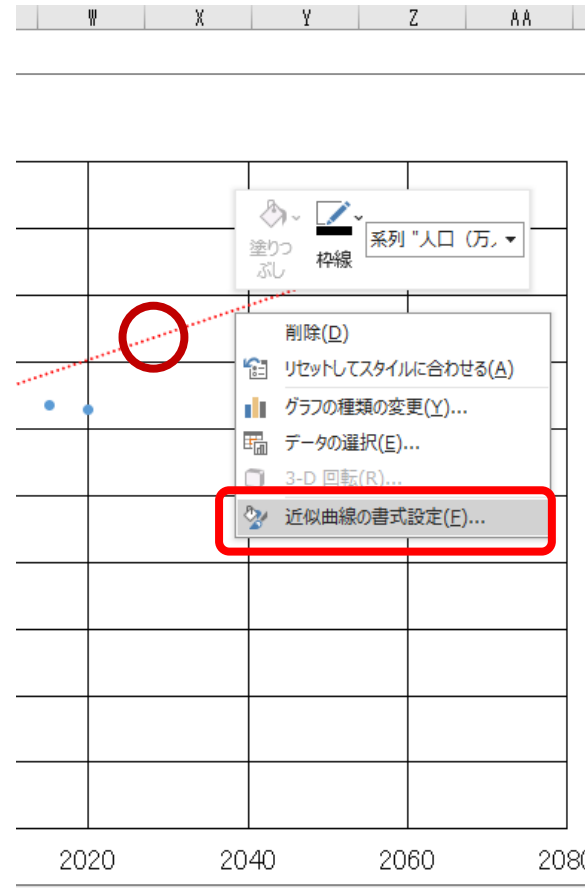 W X Y Z AA
塗りつ
ぶし
枠線
系列 "人口（万,
削除(D)
リセットしてスタイルに合わせる(A)
グラフの種類の変更(Y)...
データの選択(E)...
3-D 回転(R)...
近似曲線の書式設定(F)...
2020 2040 2060 2080